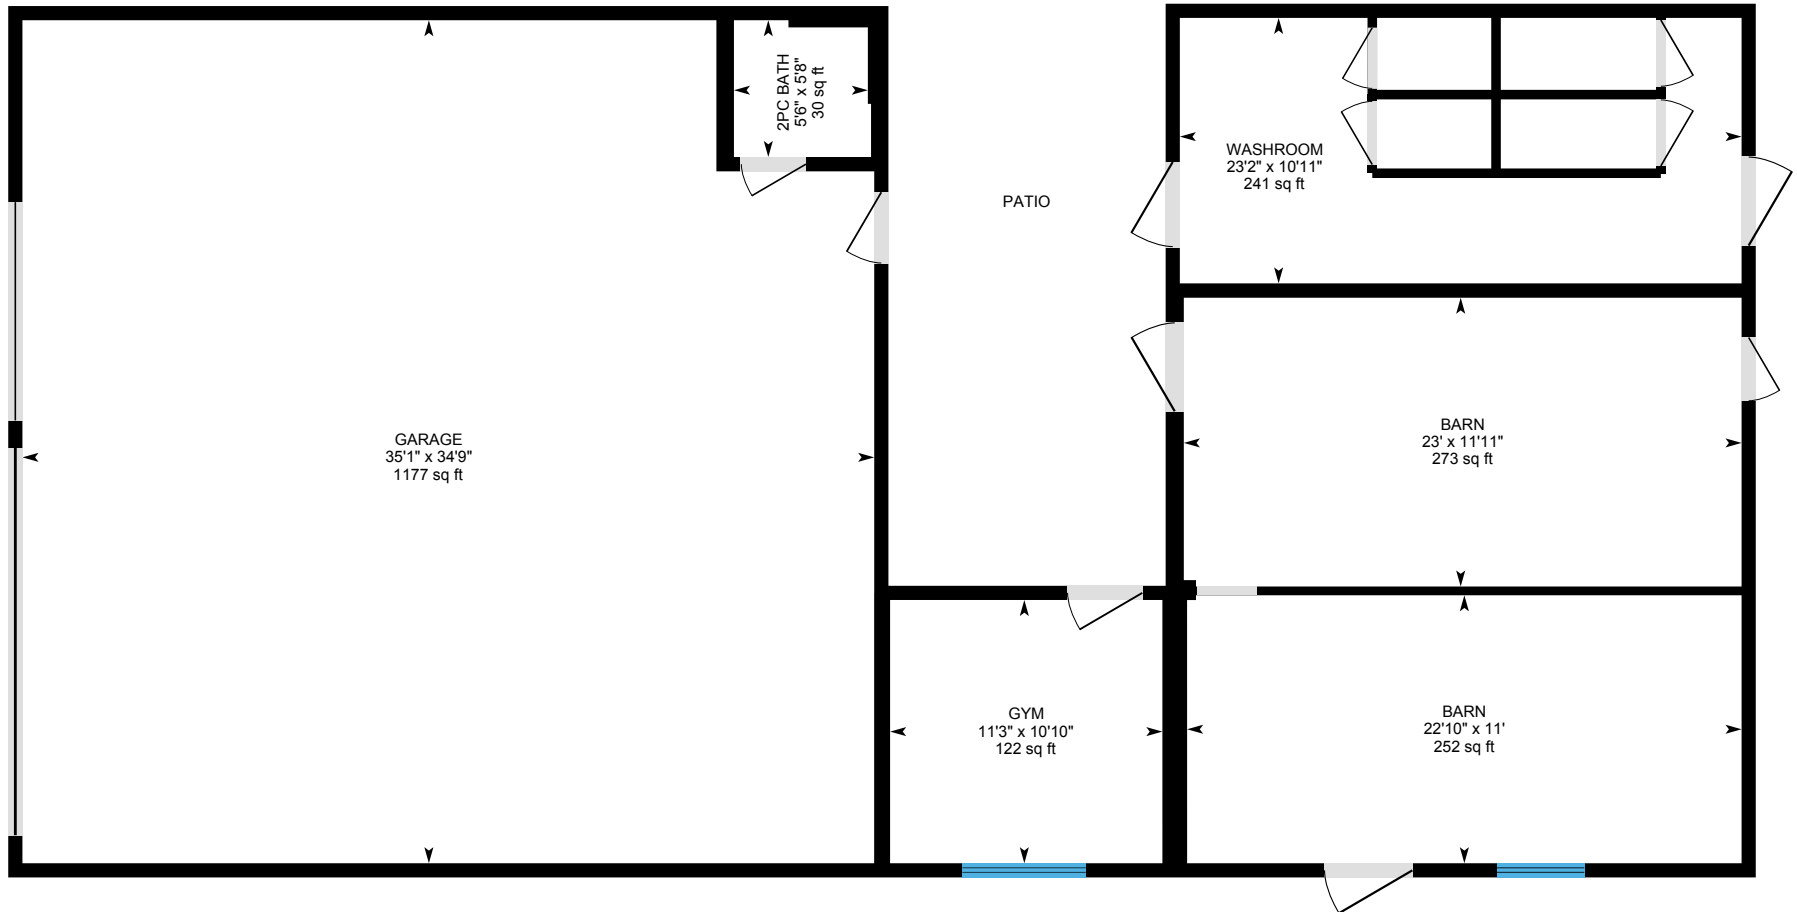 2PC BATH
5'6" x 5'8"
30 sq ft
PATIO
WASHROOM
23'2" x 10'11"
241 sq ft
GARAGE
35'1" x 34'9"
1177 sq ft
BARN
23' x 11'11"
273 sq ft
GYM
11'3" x 10'10"
122 sq ft
BARN
22'10" x 11'
252 sq ft